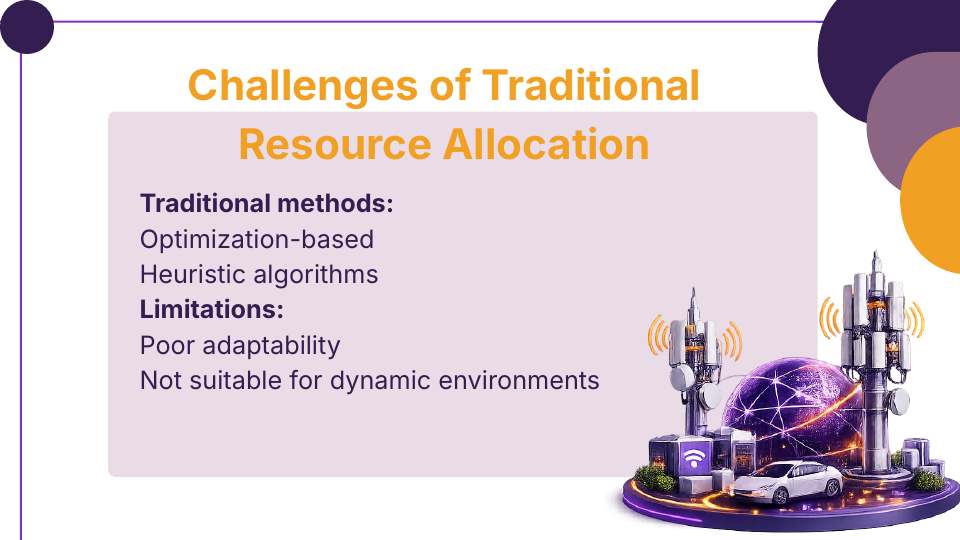 Challenges of Traditional
Resource Allocation
Traditional methods:
Optimization-based
Heuristic algorithms
Limitations:
Poor adaptability
Not suitable for dynamic environments